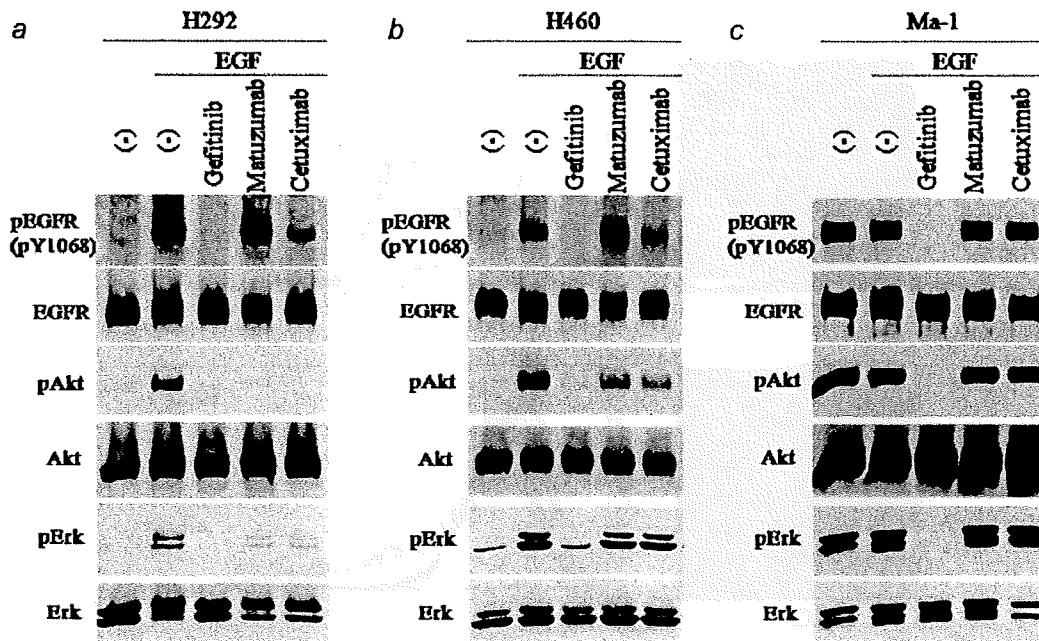 a
H292
EGF
(-)
(-)
Gefitinib
Matuzumab
Cetuximab
pEGFR
(pY1068)
EGFR
pAkt
Akt
pErk
Erk
b
H460
EGF
(-)
(-)
Gefitinib
Matuzumab
Cetuximab
pEGFR
(pY1068)
EGFR
pAkt
Akt
pErk
Erk
c
Ma-1
EGF
(-)
(-)
Gefitinib
Matuzumab
Cetuximab
pEGFR
(pY1068)
EGFR
pAkt
Akt
pErk
Erk